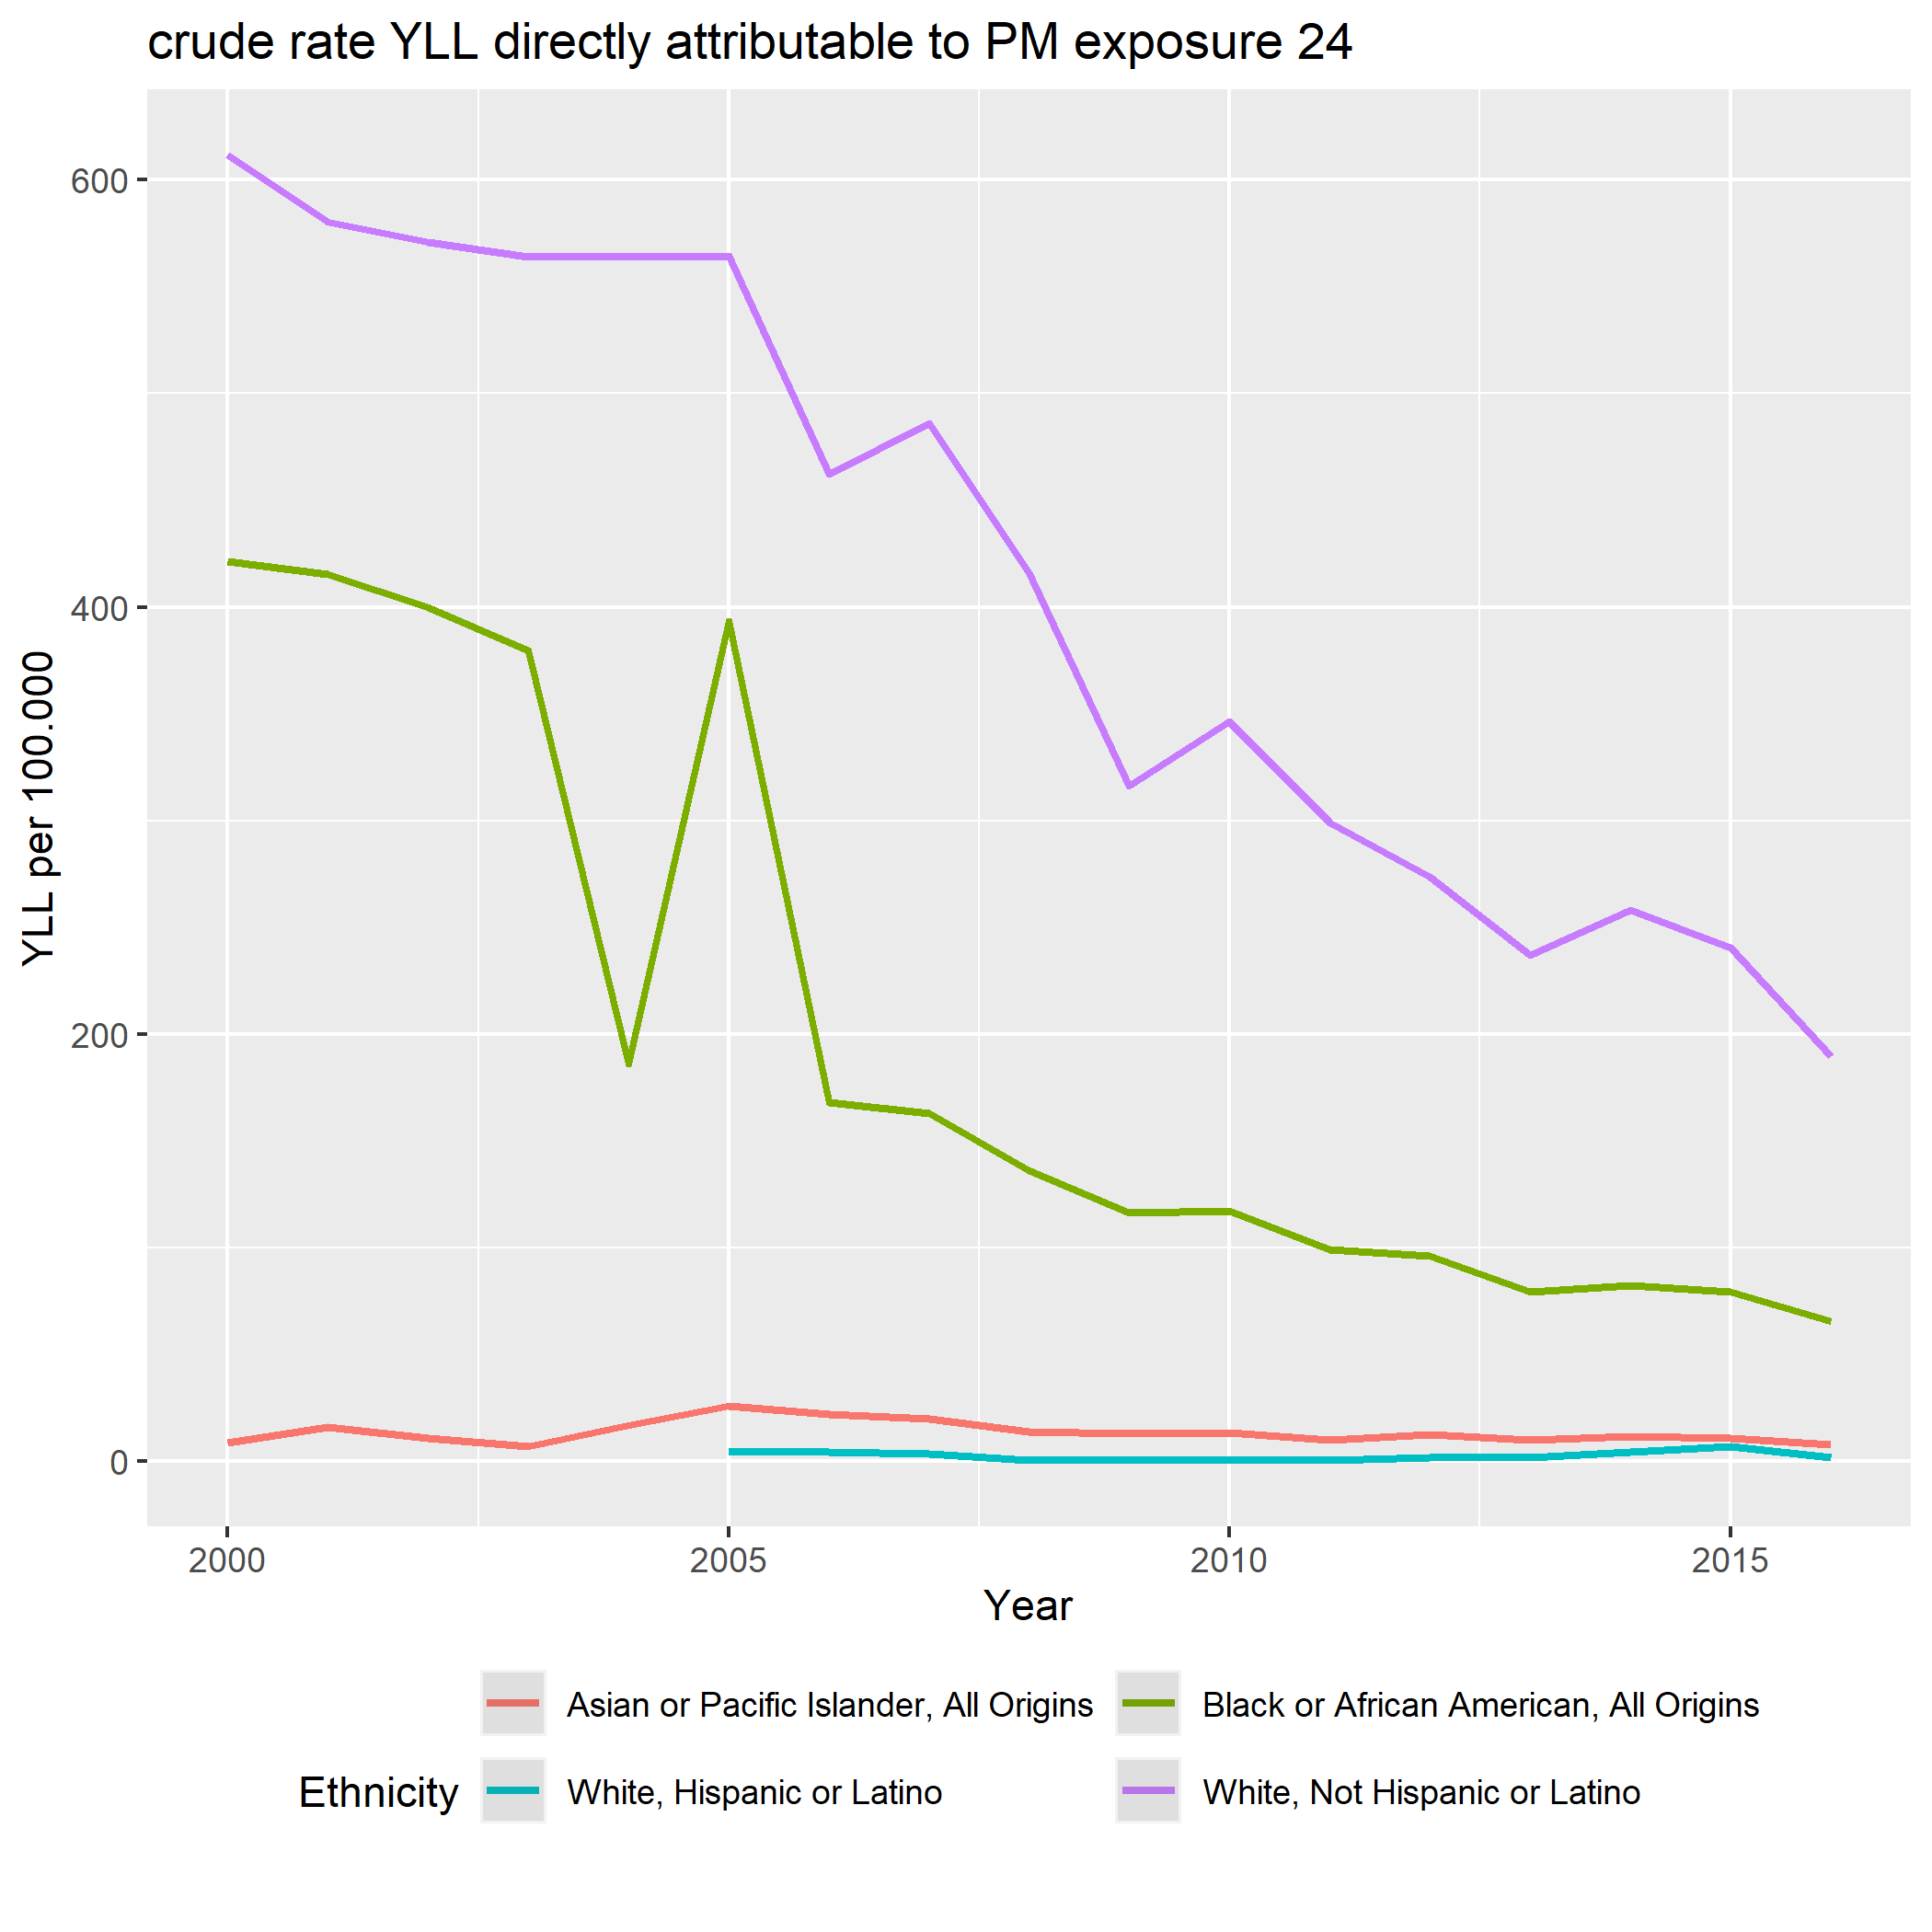 crude rate YLL directly attributable to PM exposure 24
600
400
200
0
YLL per 100.000
2000 2005 2010 2015
Year
Ethnicity
Asian or Pacific Islander, All Origins
Black or African American, All Origins
White, Hispanic or Latino
White, Not Hispanic or Latino